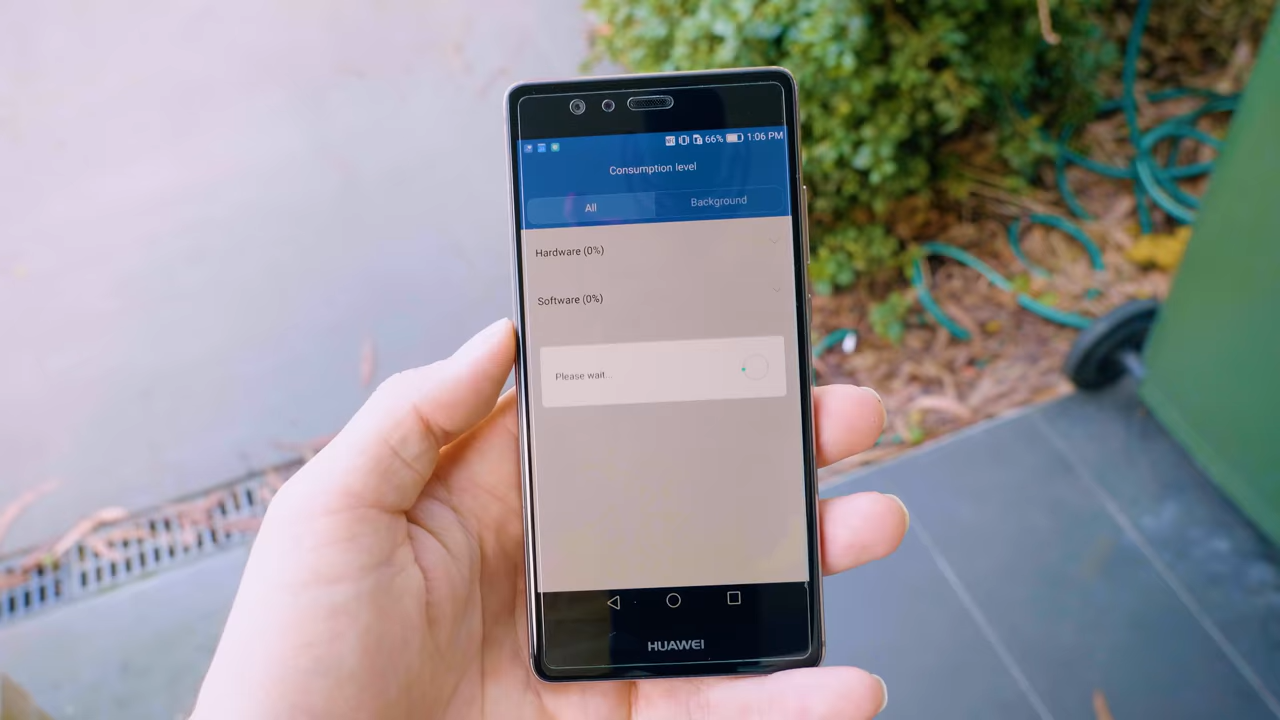 66% 1:06 PM
Consumption level
All Background
Hardware (0%)
Software (0%)
Please wait...
HUAWEI